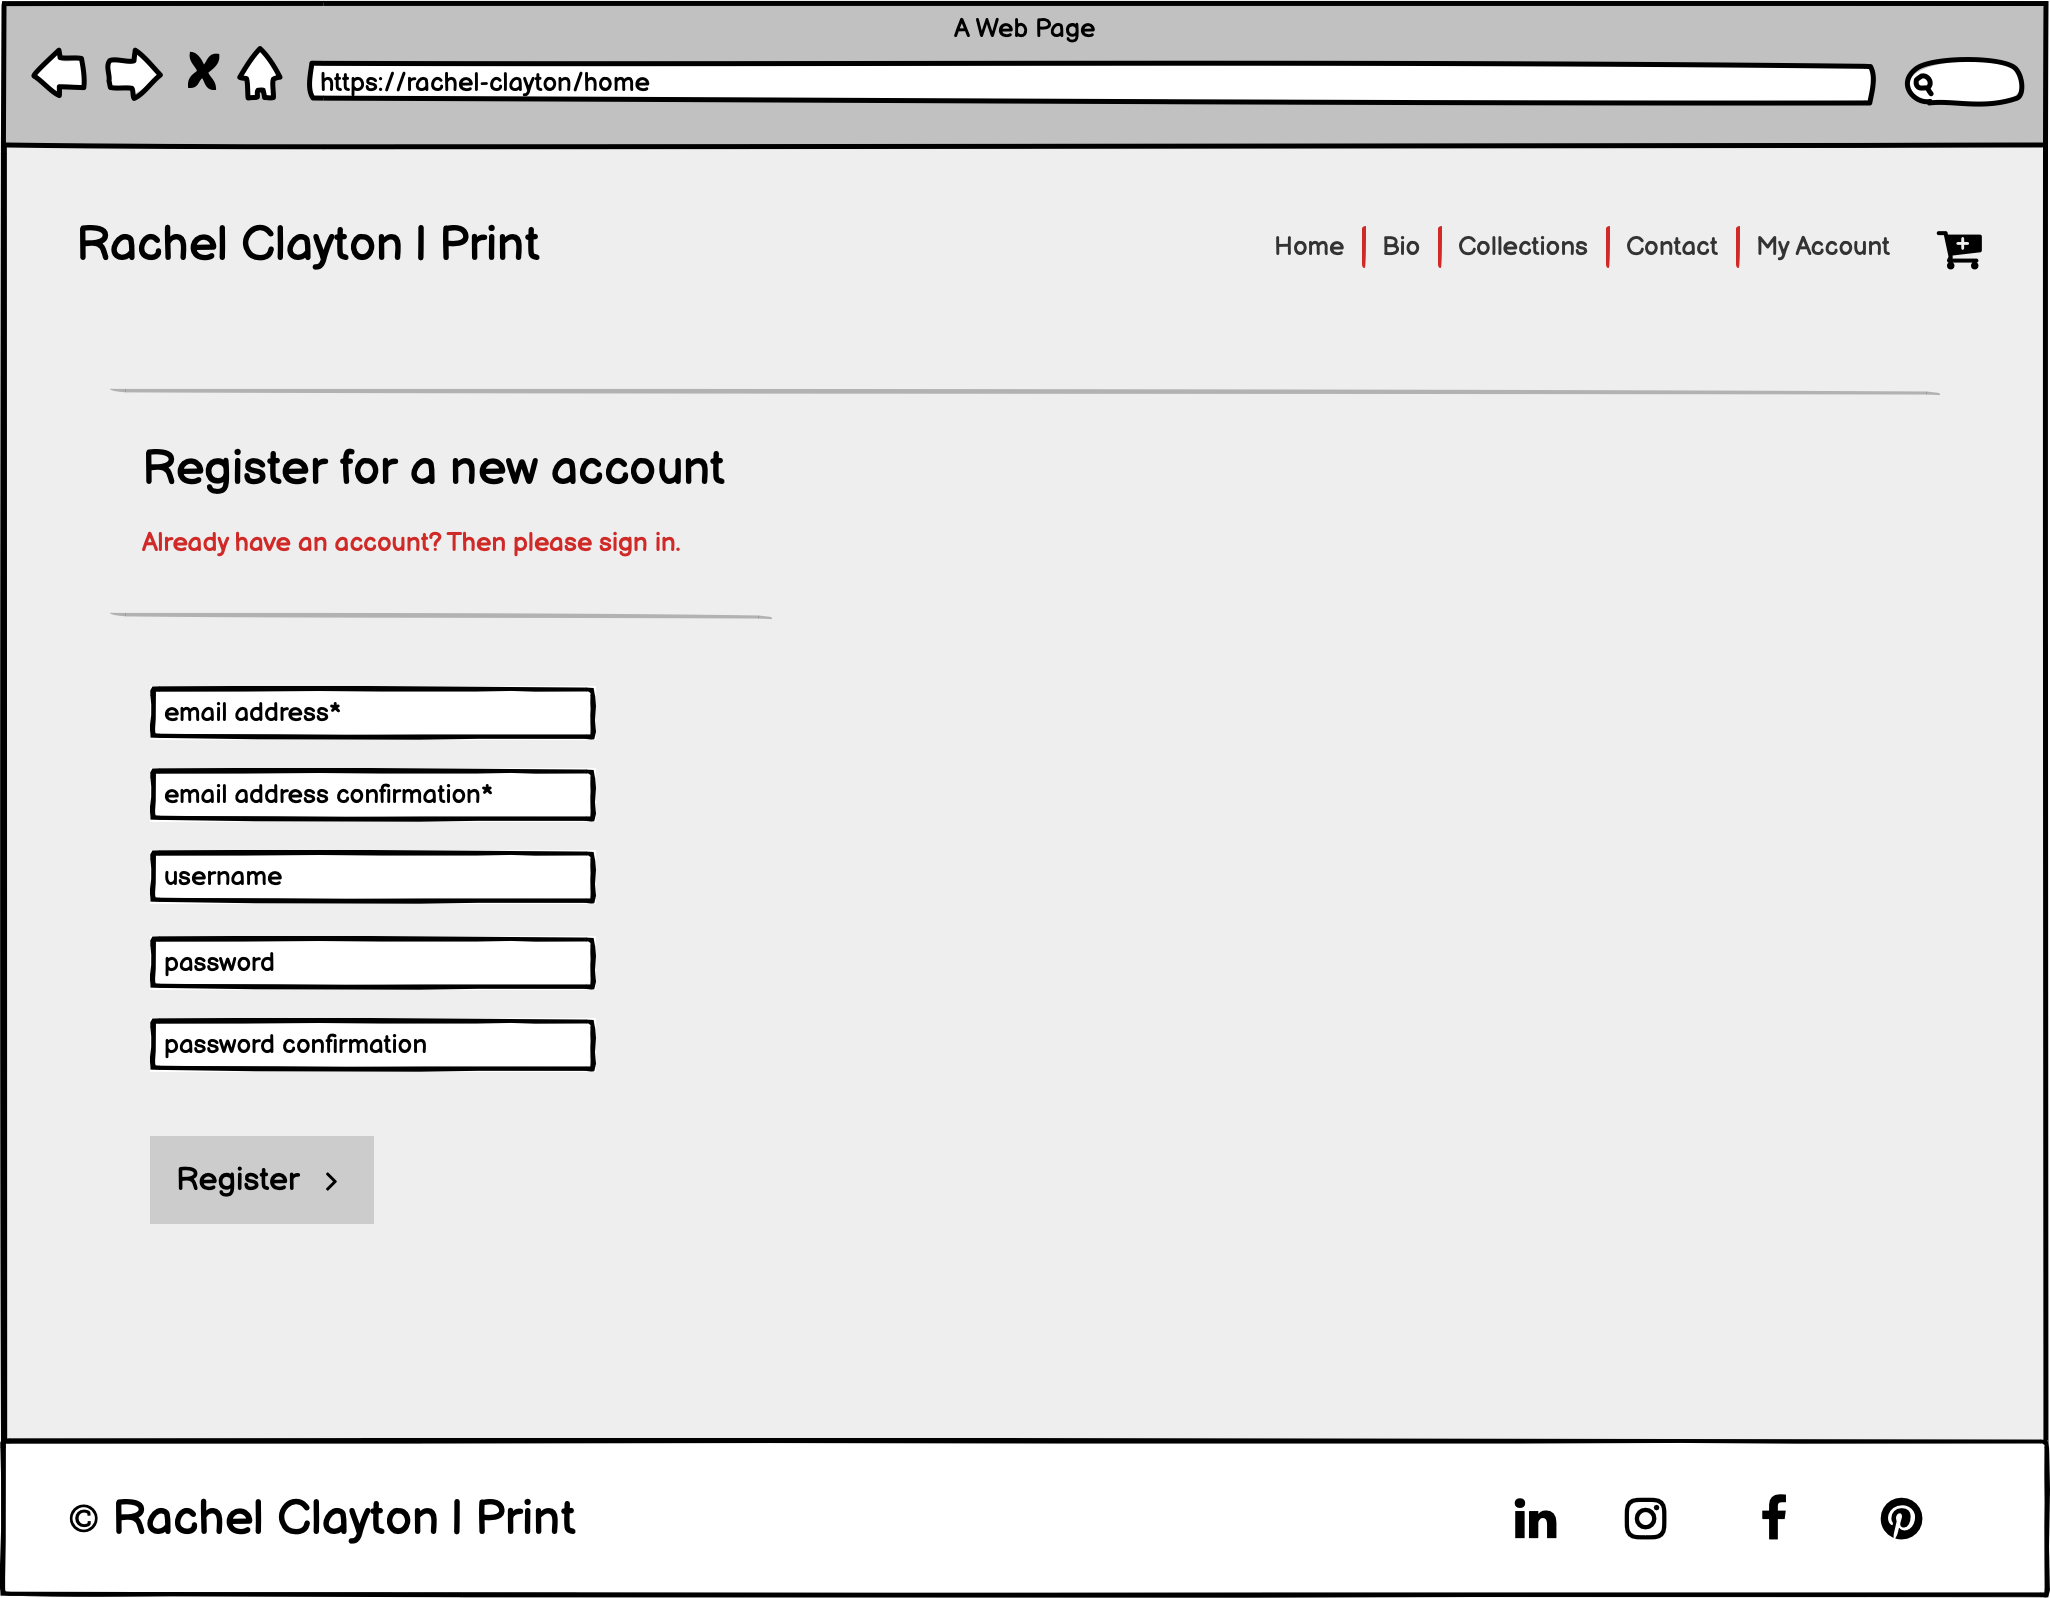 A Web Page
https://rachel-clayton/home
Rachel Clayton | Print
Home | Bio | Collections | Contact | My Account
Register for a new account
Already have an account? Then please sign in.
email address*
email address confirmation*
username
password
password confirmation
Register >
© Rachel Clayton | Print